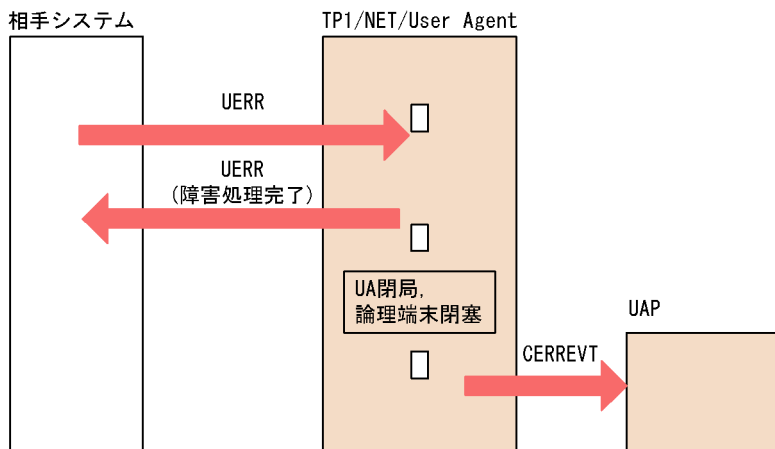 相手システム
TP1/NET/User Agent
UERR
UERR
(障害処理完了)
UA閉局,
論理端末閉塞
UAP
CERREVT